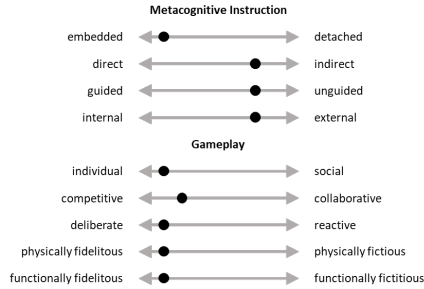 Metacognitive Instruction
embedded detached
direct indirect
guided unguided
internal external
Gameplay
individual social
competitive collaborative
deliberate reactive
physically fidelitous physically fictious
functionally fidelitous functionally fictitious